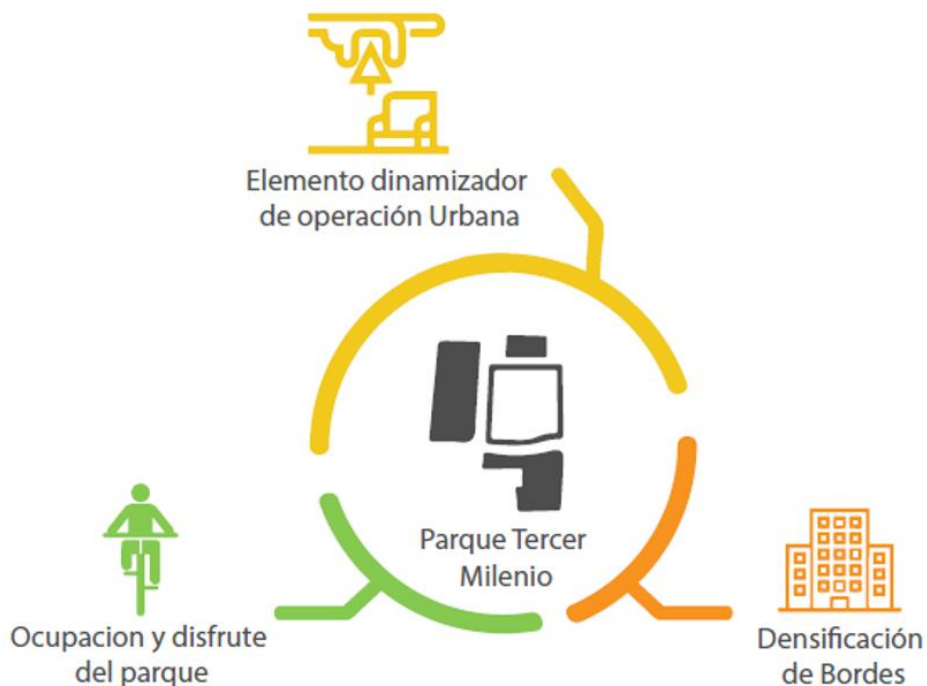 Elemento dinamizador
de operación Urbana
Parque Tercer
Milenio
Ocupacion y disfrute
del parque
Densificación
de Bordes